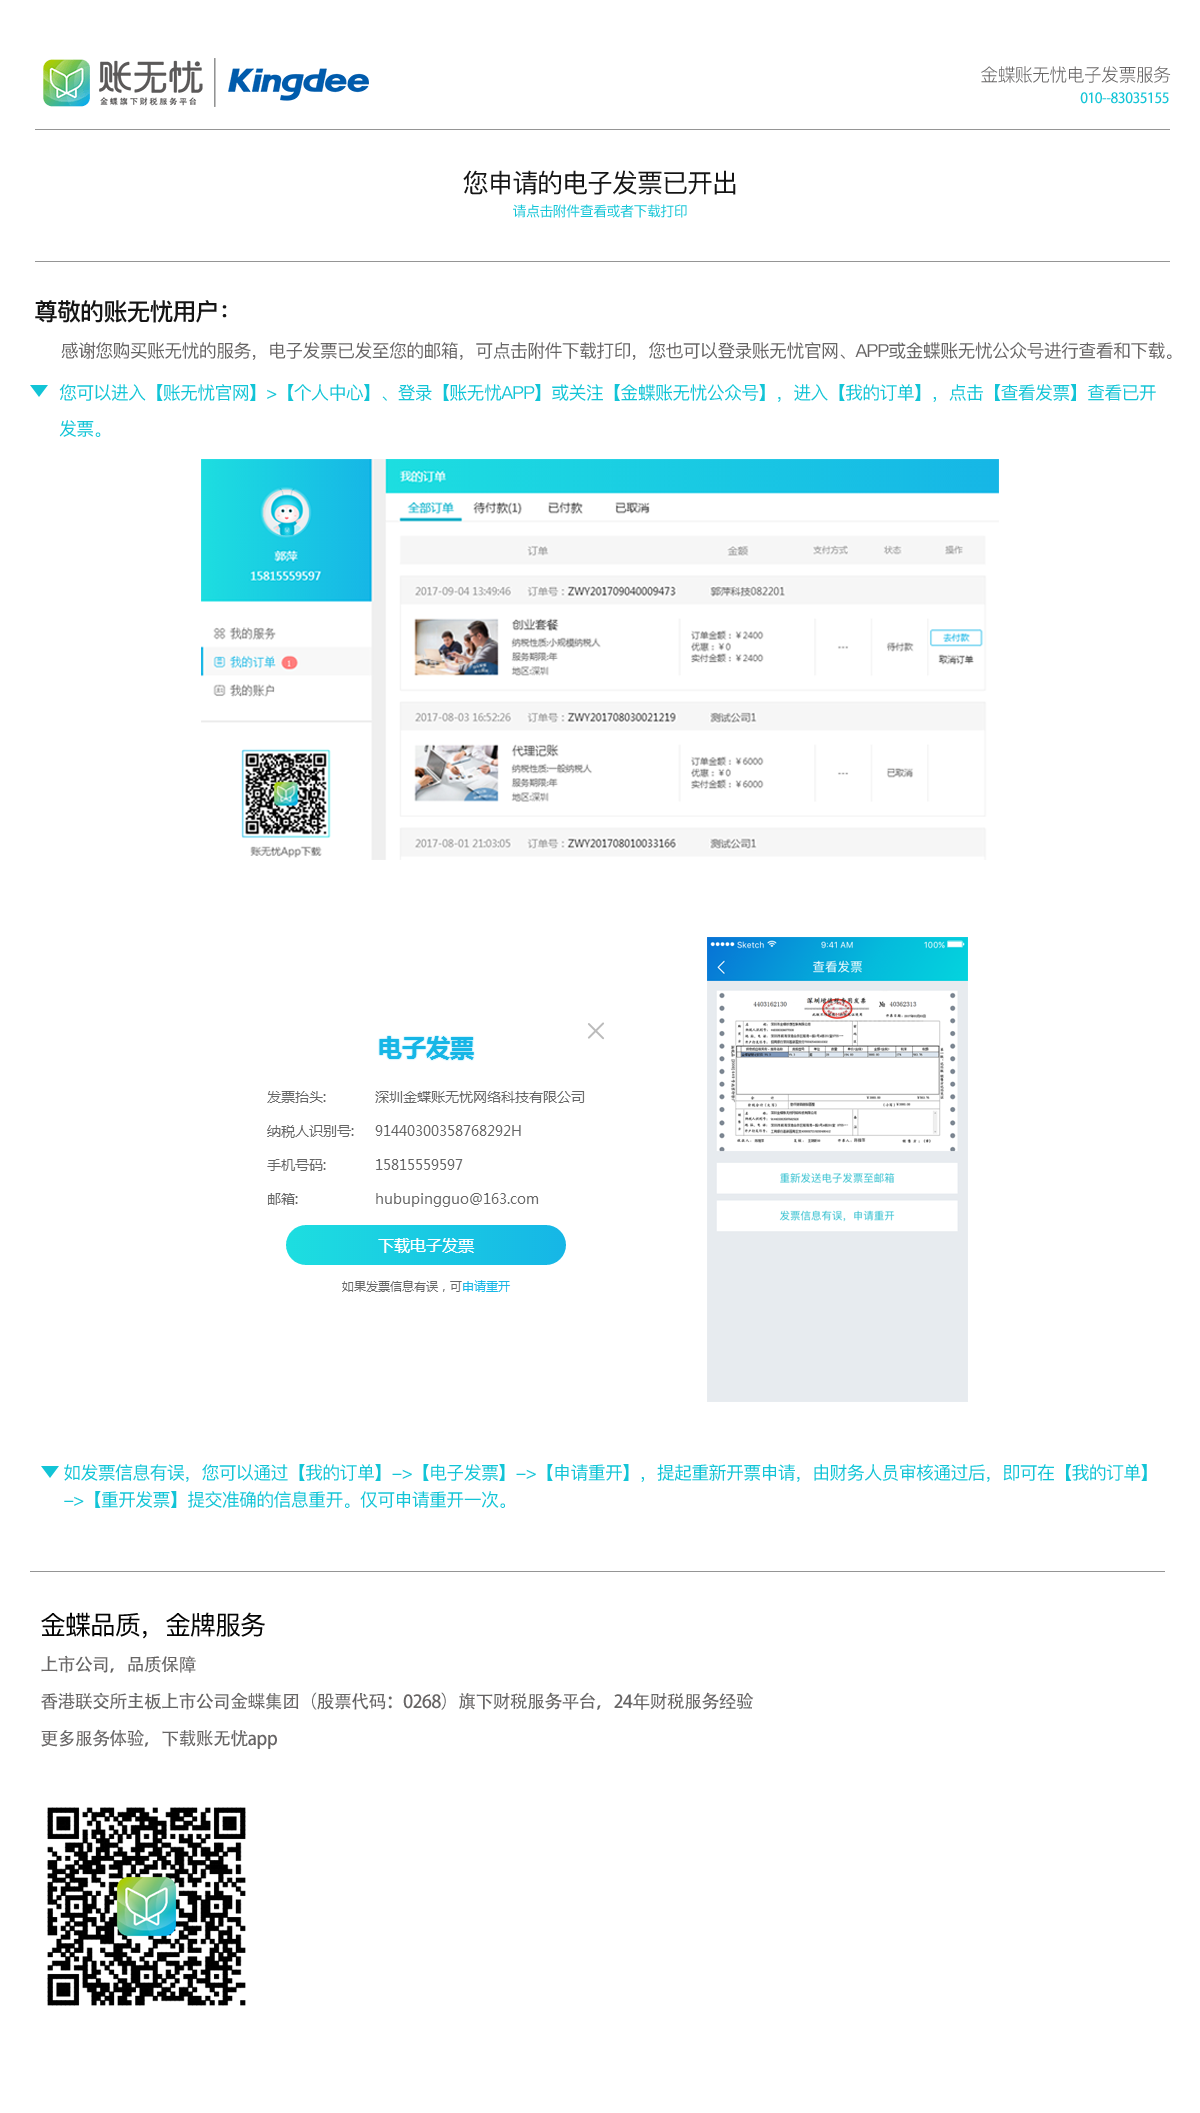 账无忧
金蝶旗下财税服务平台
Kingdee
金蝶账无忧电子发票服务
010--83035155
您申请的电子发票已开出
请点击附件查看或者下载打印
尊敬的账无忧用户：
感谢您购买账无忧的服务，电子发票已发至您的邮箱，可点击附件下载打印，您也可以登录账无忧官网、APP或金蝶账无忧公众号进行查看和下载。
您可以进入【账无忧官网】>【个人中心】、登录【账无忧APP】或关注【金蝶账无忧公众号】，进入【我的订单】，点击【查看发票】查看已开
发票。
郭萍
15815559597
我的服务
我的订单 1
我的账户
账无忧App下载
我的订单
全部订单 待付款(1) 已付款 已取消
订单 金额 支付方式 状态 操作
2017-09-04 13:49:46 订单号：ZWY201709040009473 郭萍科技082201
创业套餐
纳税性质:小规模纳税人
服务期限:年
地区:深圳
订单金额：￥2400
优惠：￥0
实付金额：￥2400
---
待付款
去付款
取消订单
2017-08-03 16:52:26 订单号：ZWY201708030021219 测试公司1
代理记账
纳税性质:一般纳税人
服务期限:年
地区:深圳
订单金额：￥6000
优惠：￥0
实付金额：￥6000
---
已取消
2017-08-01 21:03:05 订单号：ZWY201708010033166 测试公司1
电子发票
发票抬头: 深圳金蝶账无忧网络科技有限公司
纳税人识别号: 91440300358768292H
手机号码: 15815559597
邮箱: hubupingguo@163.com
下载电子发票
如果发票信息有误，可申请重开
Sketch 9:41 AM 100%
查看发票
4403162130
№ 40362313
重新发送电子发票至邮箱
发票信息有误，申请重开
如发票信息有误，您可以通过【我的订单】->【电子发票】->【申请重开】，提起重新开票申请，由财务人员审核通过后，即可在【我的订单】
->【重开发票】提交准确的信息重开。仅可申请重开一次。
金蝶品质，金牌服务
上市公司，品质保障
香港联交所主板上市公司金蝶集团（股票代码：0268）旗下财税服务平台，24年财税服务经验
更多服务体验，下载账无忧app